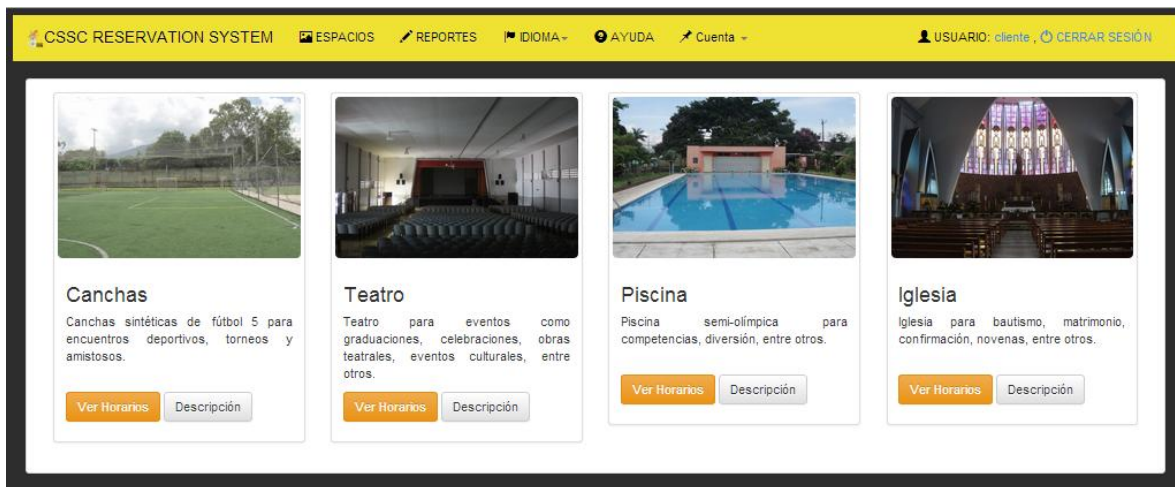 CSSC RESERVATION SYSTEM ESPACIOS REPORTES IDIOMA AYUDA Cuenta USUARIO: cliente , CERRAR SESIÓN
Canchas
Canchas sintéticas de fútbol 5 para
encuentros deportivos, torneos y
amistosos.
Ver Horarios Descripción
Teatro
Teatro para eventos como
graduaciones, celebraciones, obras
teatrales, eventos culturales, entre
otros.
Ver Horarios Descripción
Piscina
Piscina semi-olímpica para
competencias, diversión, entre otros.
Ver Horarios Descripción
Iglesia
Iglesia para bautismo, matrimonio,
confirmación, novenas, entre otros.
Ver Horarios Descripción